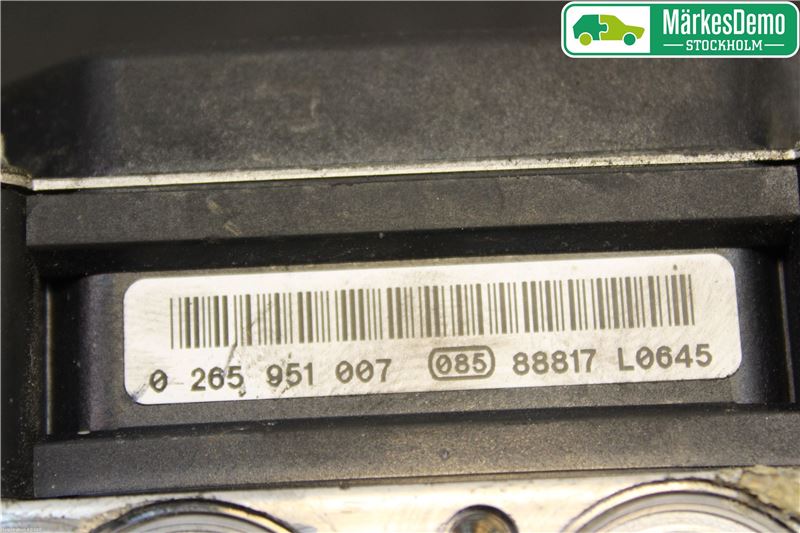 MärkesDemo
STOCKHOLM
0 265 951 007 085 88817 L0645